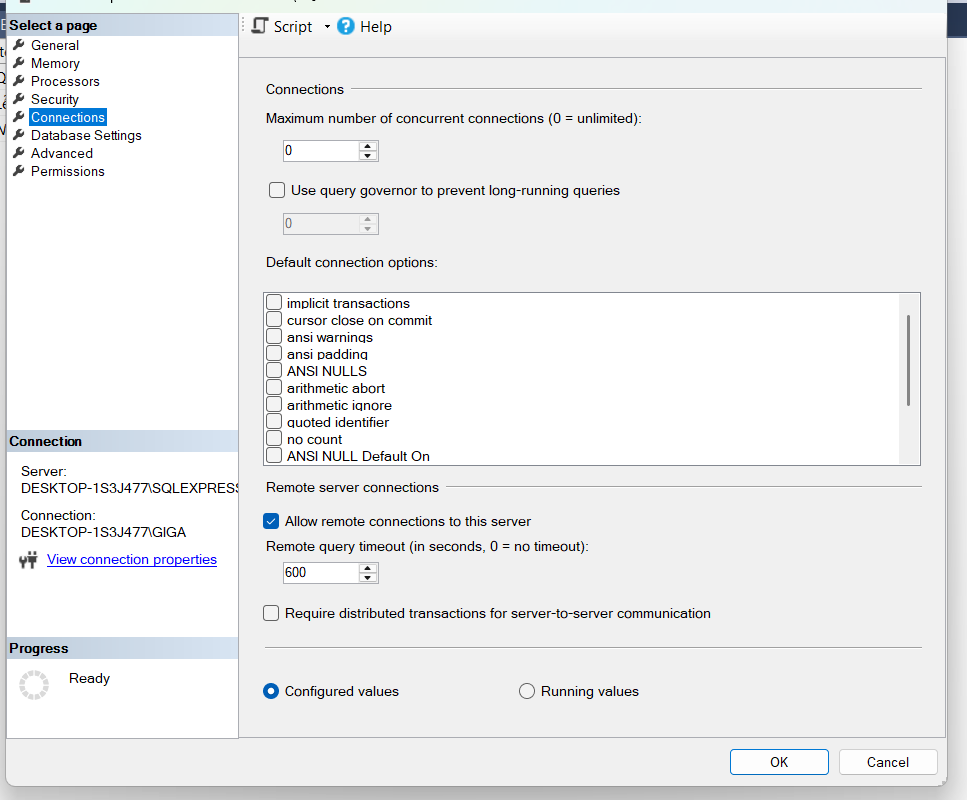 Select a page
General
Memory
Processors
Security
Connections
Database Settings
Advanced
Permissions
Connection
Server:
DESKTOP-1S3J477\SQLEXPRESS
Connection:
DESKTOP-1S3J477\GIGA
View connection properties
Progress
Ready
Script
Help
Connections
Maximum number of concurrent connections (0 = unlimited):
0
Use query governor to prevent long-running queries
0
Default connection options:
implicit transactions
cursor close on commit
ansi warnings
ansi padding
ANSI NULLS
arithmetic abort
arithmetic ignore
quoted identifier
no count
ANSI NULL Default On
Remote server connections
Allow remote connections to this server
Remote query timeout (in seconds, 0 = no timeout):
600
Require distributed transactions for server-to-server communication
Configured values
Running values
OK
Cancel